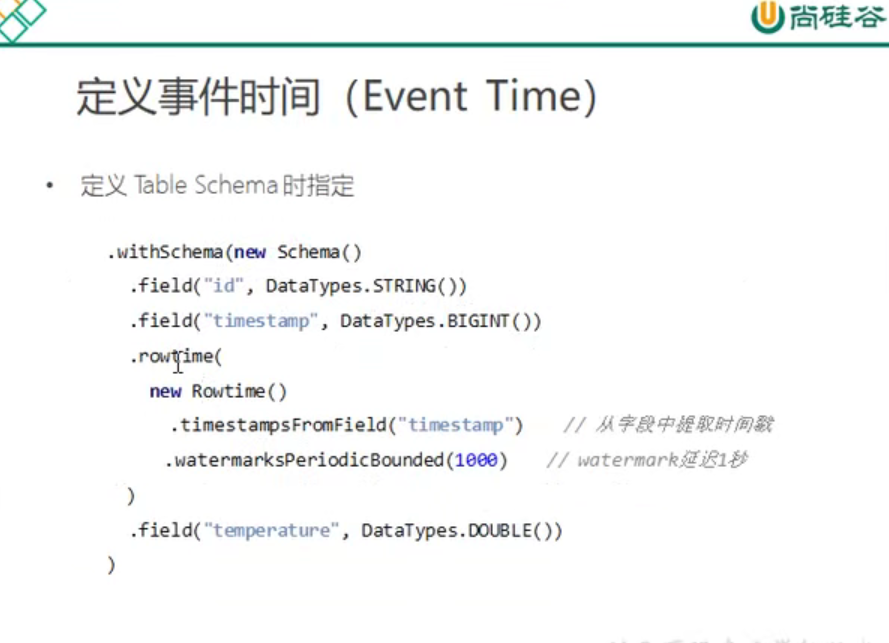 尚硅谷
定义事件时间（Event Time）
• 定义 Table Schema 时指定
.withSchema(new Schema()
.field("id", DataTypes.STRING())
.field("timestamp", DataTypes.BIGINT())
.rowtime(
new Rowtime()
.timestampsFromField("timestamp") // 从字段中提取时间戳
.watermarksPeriodicBounded(1000) // watermark延迟1秒
)
.field("temperature", DataTypes.DOUBLE())
)